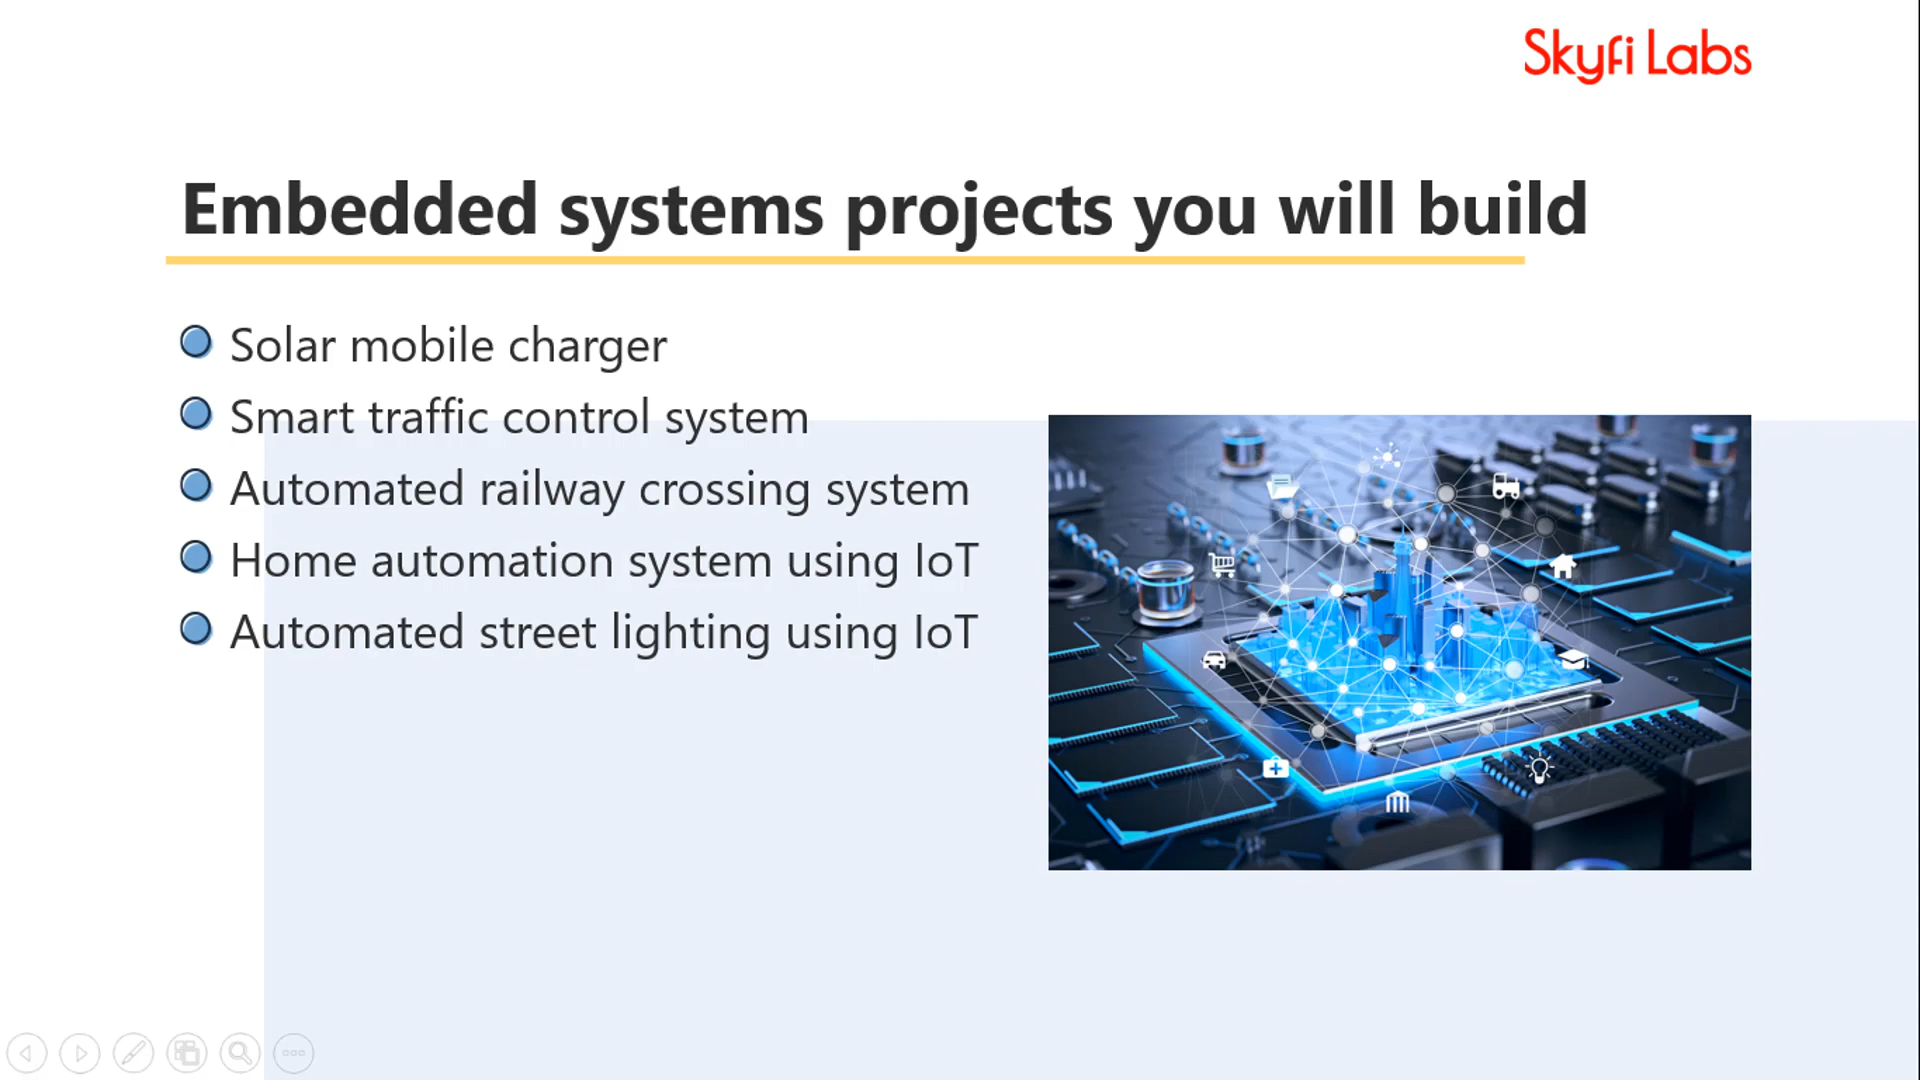 Skyfi Labs
Embedded systems projects you will build
Solar mobile charger
Smart traffic control system
Automated railway crossing system
Home automation system using IoT
Automated street lighting using IoT